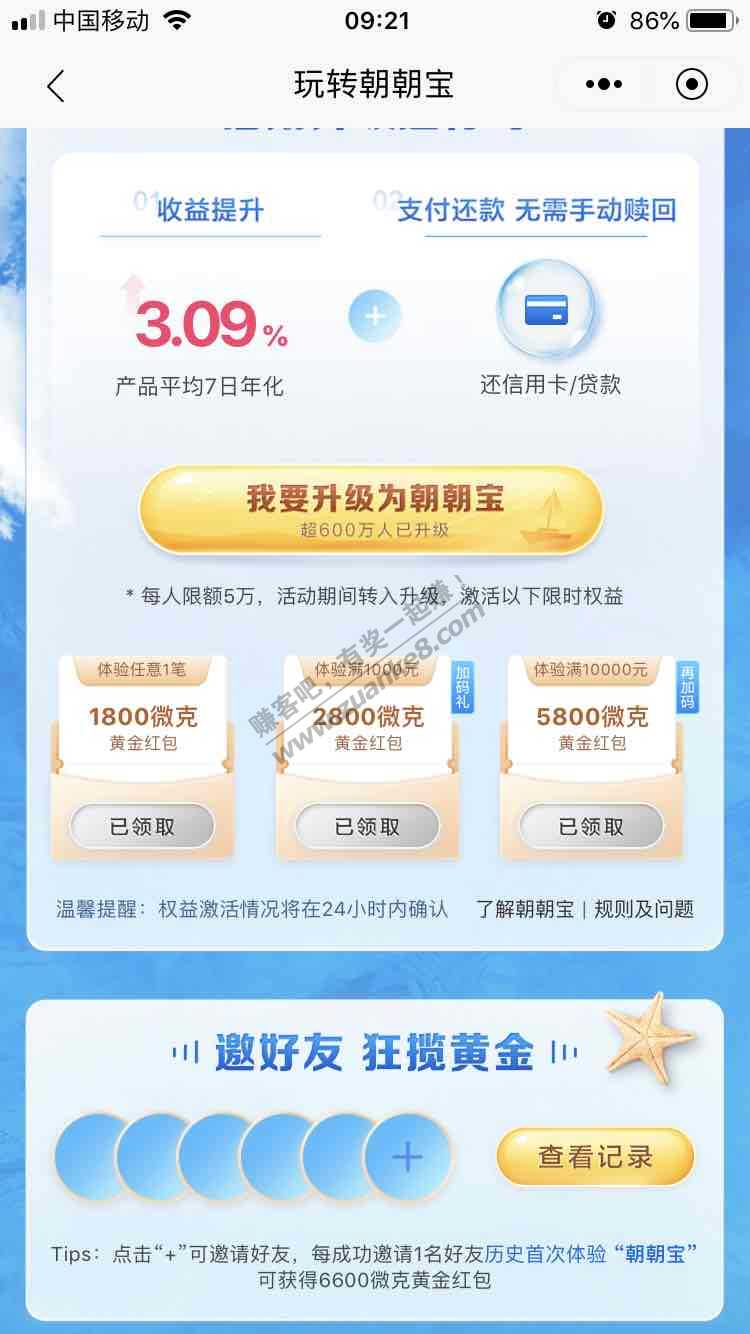 中国移动
09:21
86%
玩转朝朝宝
01 收益提升
02 支付还款 无需手动赎回
3.09%
产品平均7日年化
还信用卡/贷款
我要升级为朝朝宝
超600万人已升级
* 每人限额5万，活动期间转入升级，激活以下限时权益
赚客吧，有奖一起赚！
www.zuanke8.com
体验任意1笔
1800微克
黄金红包
已领取
体验满1000元
加码礼
2800微克
黄金红包
已领取
体验满10000元
再加码
5800微克
黄金红包
已领取
温馨提醒：权益激活情况将在24小时内确认
了解朝朝宝 | 规则及问题
邀好友 狂揽黄金
查看记录
Tips：点击“+”可邀请好友，每成功邀请1名好友历史首次体验“朝朝宝”
可获得6600微克黄金红包